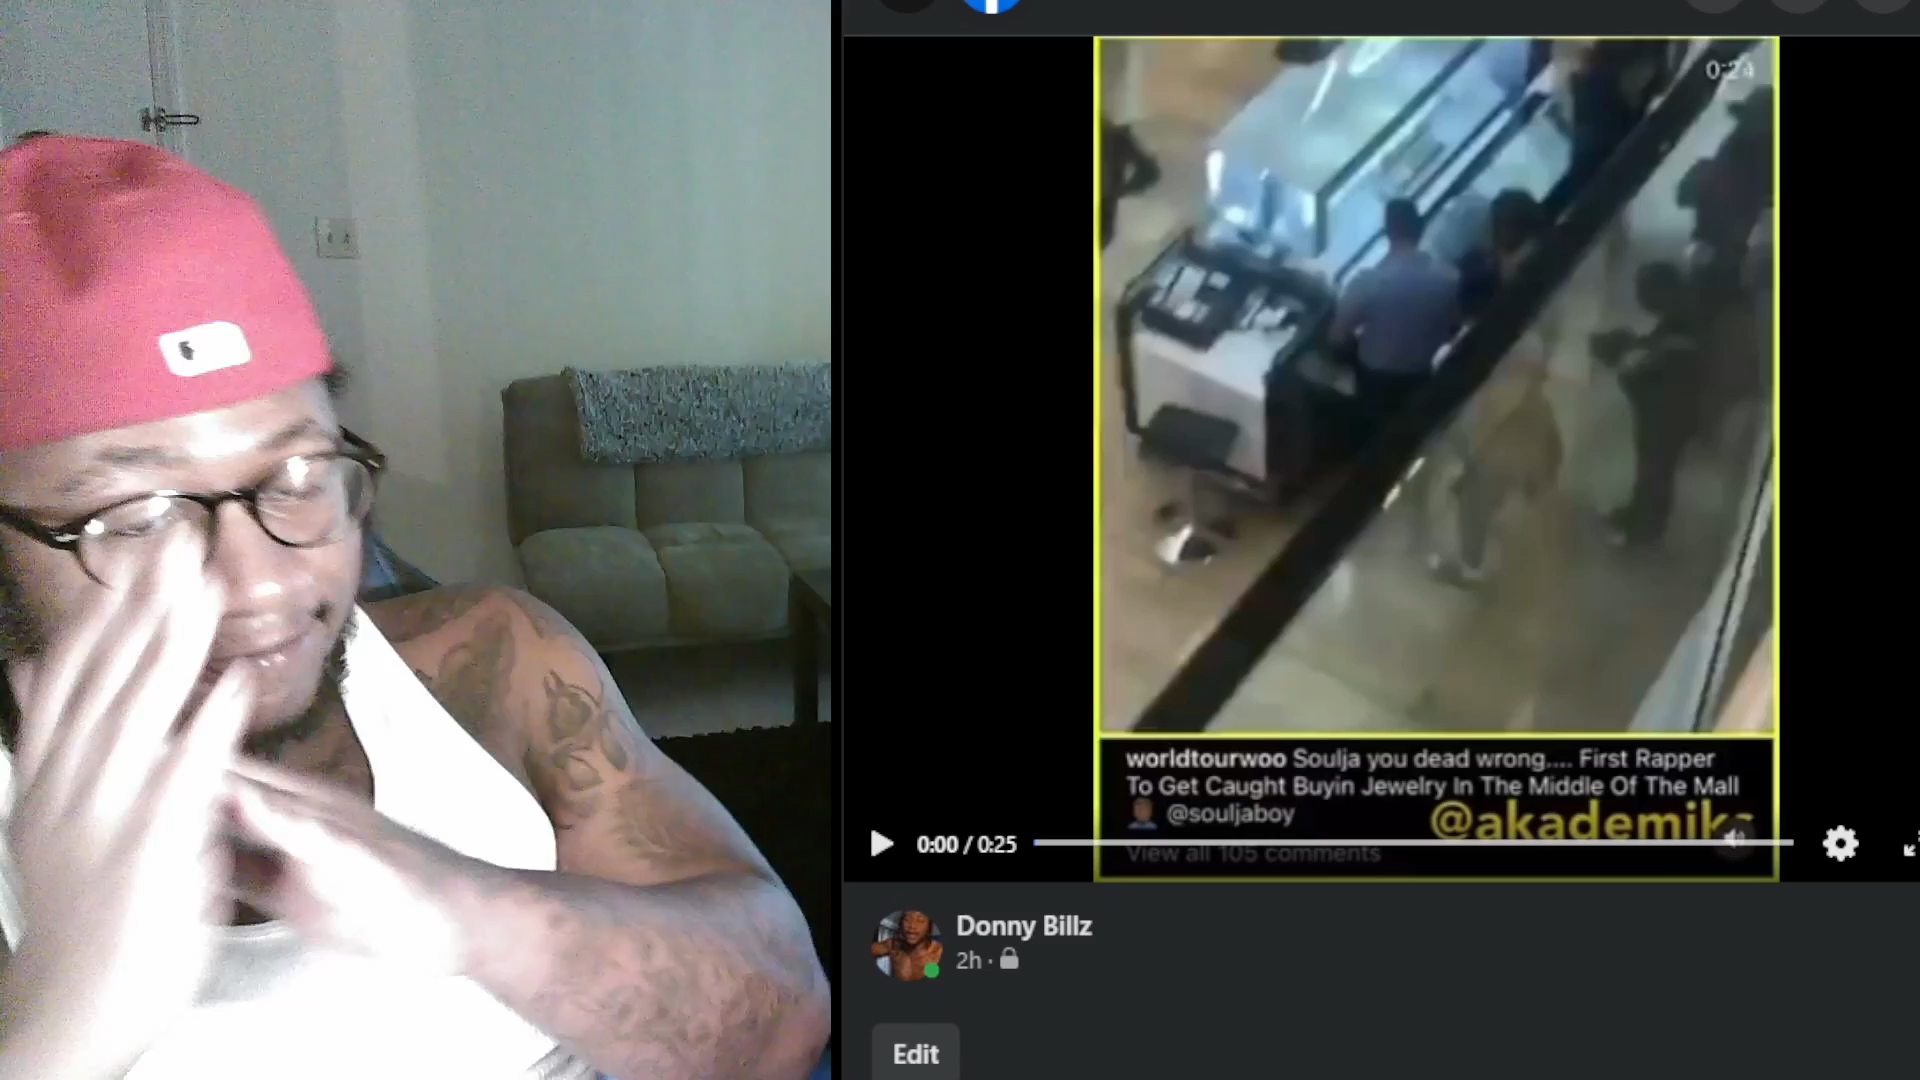 0:24
worldtourwoo Soulja you dead wrong.... First Rapper
To Get Caught Buyin Jewelry In The Middle Of The Mall
@souljaboy
@akademiks
View all 105 comments
0:00 / 0:25
Donny Billz
2h ·
Edit